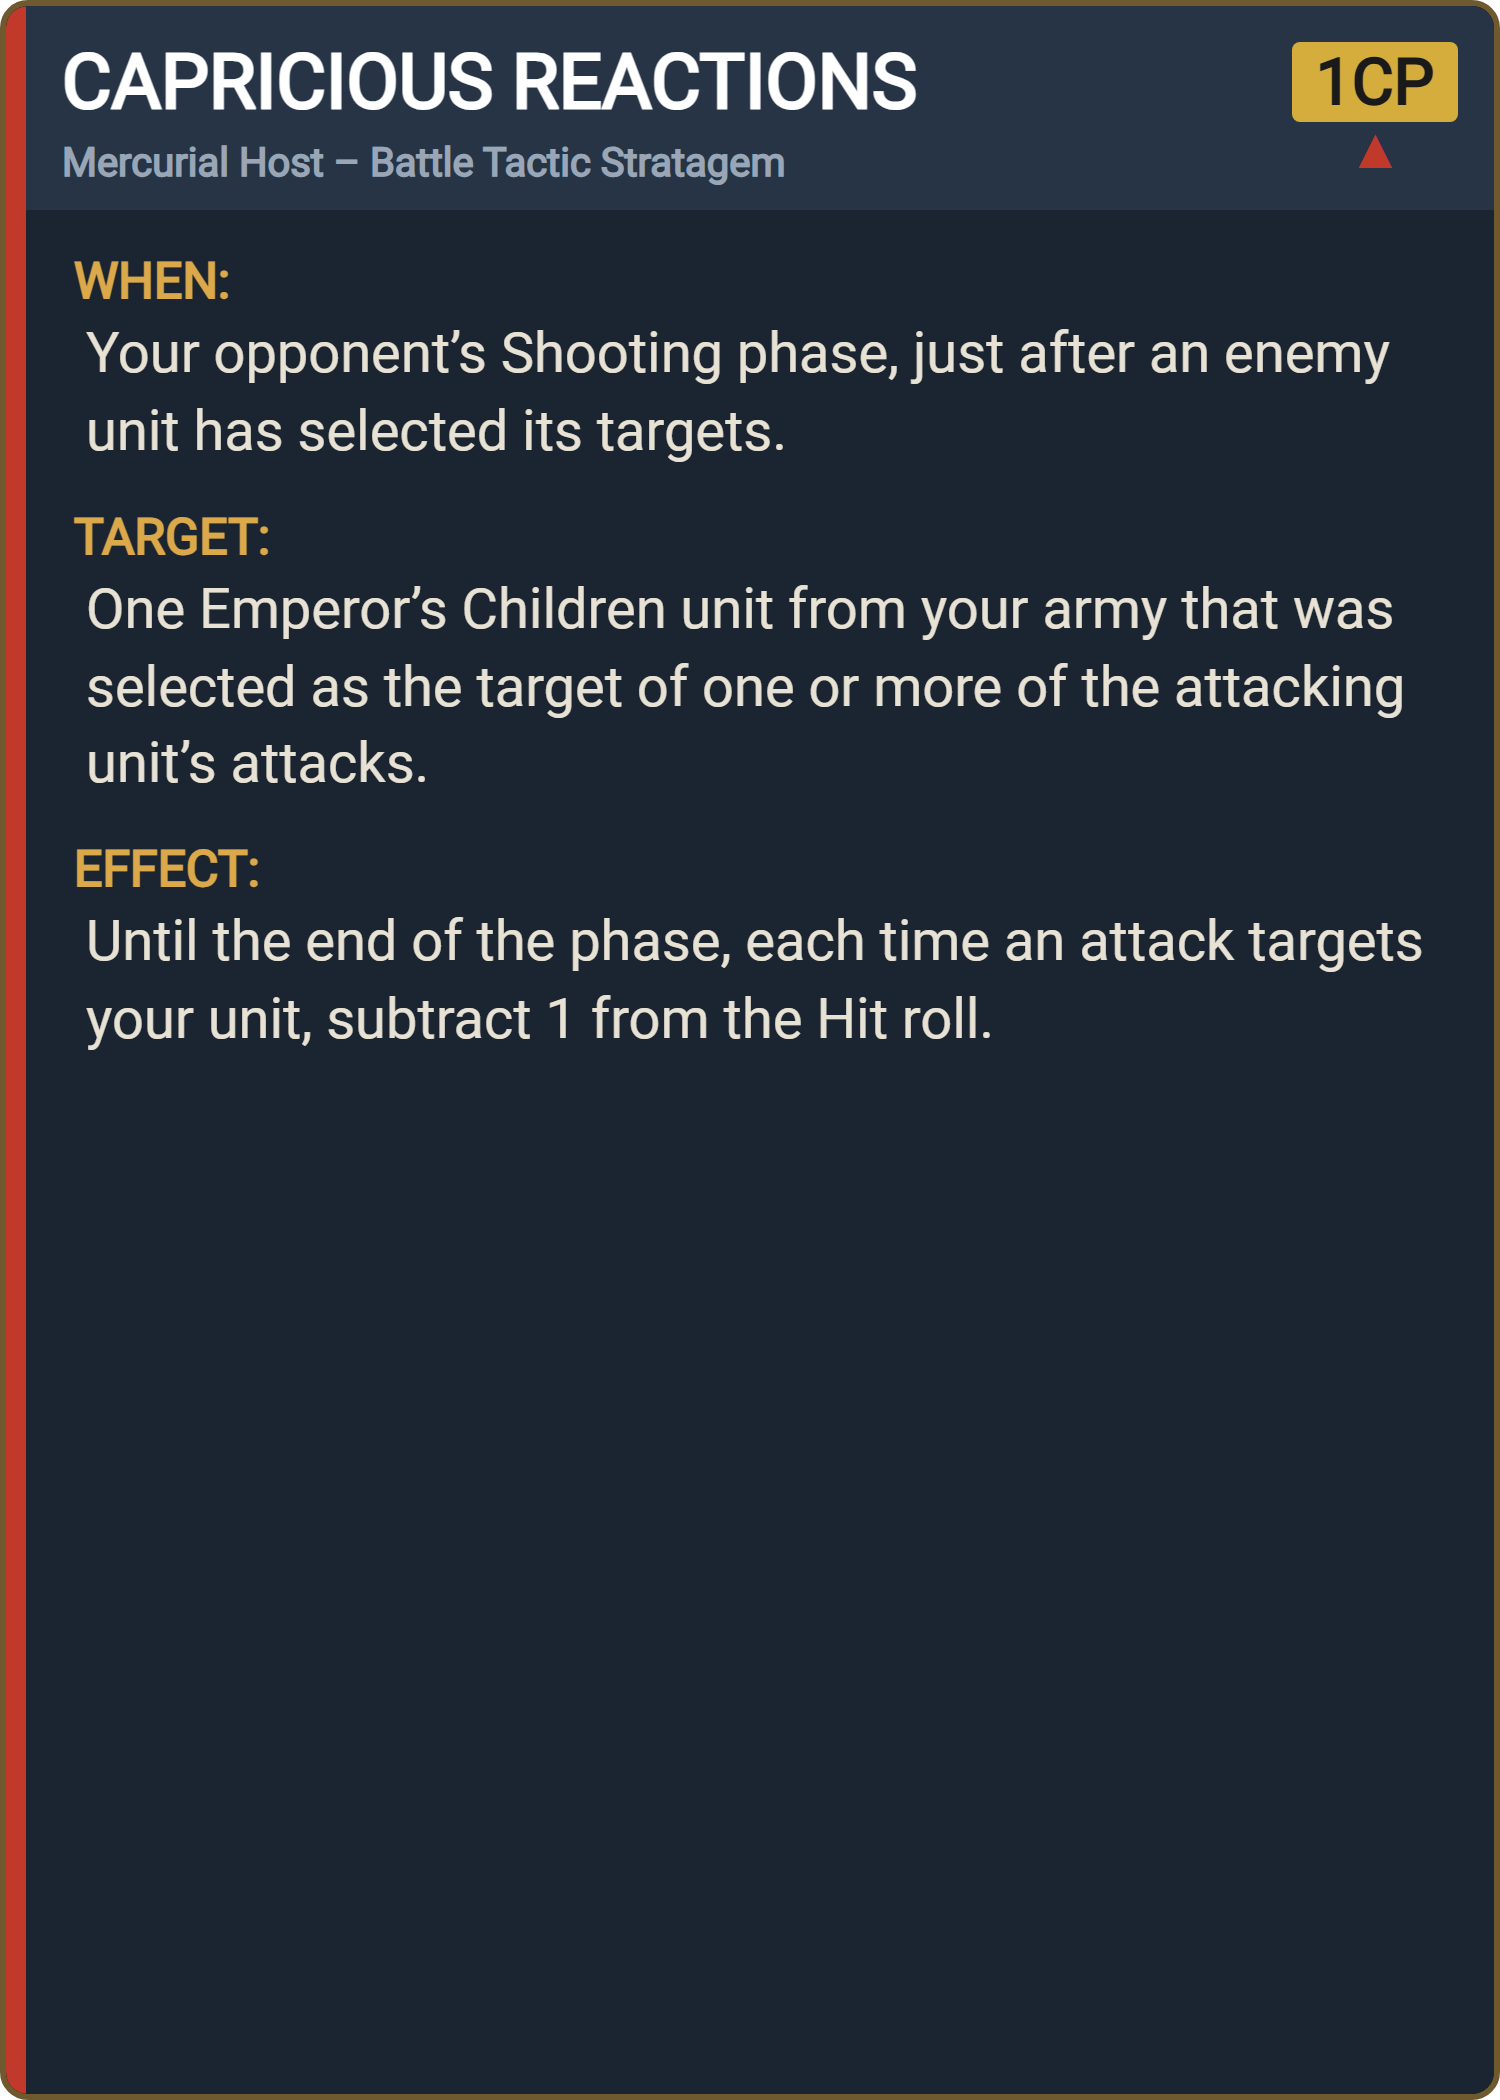 CAPRICIOUS REACTIONS
1CP
Mercurial Host – Battle Tactic Stratagem
WHEN:
Your opponent’s Shooting phase, just after an enemy
unit has selected its targets.
TARGET:
One Emperor’s Children unit from your army that was
selected as the target of one or more of the attacking
unit’s attacks.
EFFECT:
Until the end of the phase, each time an attack targets
your unit, subtract 1 from the Hit roll.